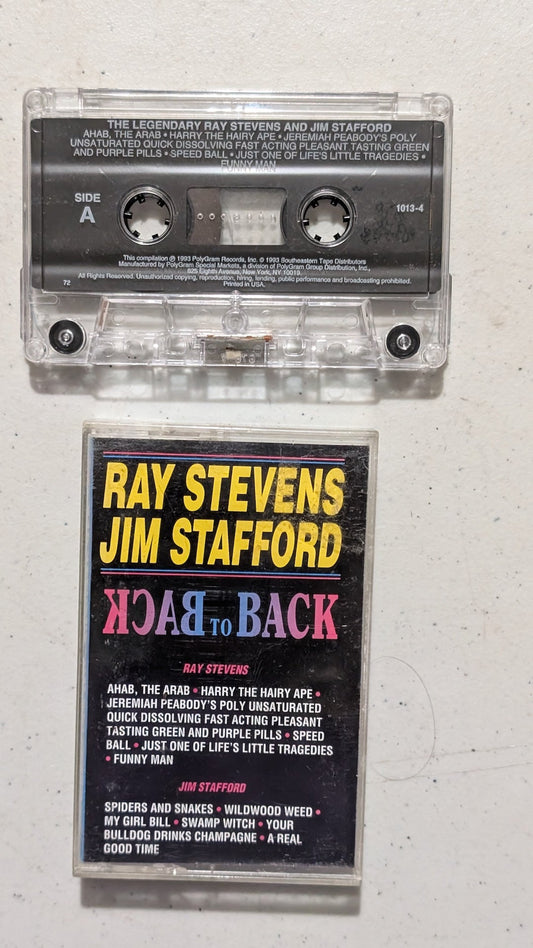 THE LEGENDARY RAY STEVENS AND JIM STAFFORD
AHAB, THE ARAB • HARRY THE HAIRY APE • JEREMIAH PEABODY'S POLY
UNSATURATED QUICK DISSOLVING FAST ACTING PLEASANT TASTING GREEN
AND PURPLE PILLS • SPEED BALL • JUST ONE OF LIFE'S LITTLE TRAGEDIES •
FUNNY MAN
SIDE
A
1013-4
This compilation ℗ 1993 PolyGram Records, Inc. © 1993 Southeastern Tape Distributors
Manufactured by PolyGram Special Markets, a division of PolyGram Group Distribution, Inc.,
825 Eighth Avenue, New York, NY 10019.
All Rights Reserved. Unauthorized copying, reproduction, hiring, lending, public performance and broadcasting prohibited.
72
Printed in USA.
RAY STEVENS
JIM STAFFORD
BACK TO BACK
RAY STEVENS
AHAB, THE ARAB • HARRY THE HAIRY APE •
JEREMIAH PEABODY'S POLY UNSATURATED
QUICK DISSOLVING FAST ACTING PLEASANT
TASTING GREEN AND PURPLE PILLS • SPEED
BALL • JUST ONE OF LIFE'S LITTLE TRAGEDIES
• FUNNY MAN
JIM STAFFORD
SPIDERS AND SNAKES • WILDWOOD WEED •
MY GIRL BILL • SWAMP WITCH • YOUR
BULLDOG DRINKS CHAMPAGNE • A REAL
GOOD TIME